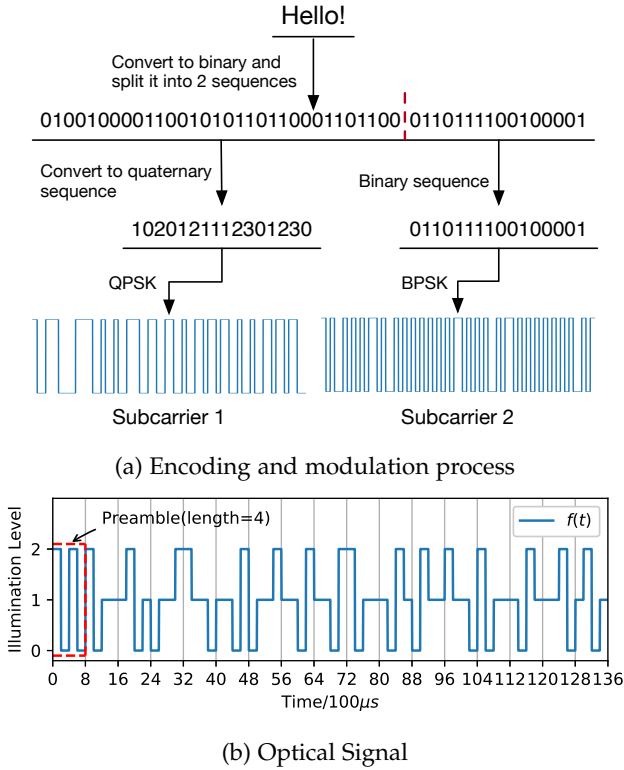 Hello!
Convert to binary and
split it into 2 sequences
01001000011001010110110001101100 0110111100100001
Convert to quaternary
sequence
Binary sequence
1020121112301230
0110111100100001
QPSK
BPSK
Subcarrier 1
Subcarrier 2
(a) Encoding and modulation process
Preamble(length=4)
f(t)
Illumination Level
2
1
0
0 8 16 24 32 40 48 56 64 72 80 88 96 104 112 120 128 136
Time/100μs
(b) Optical Signal